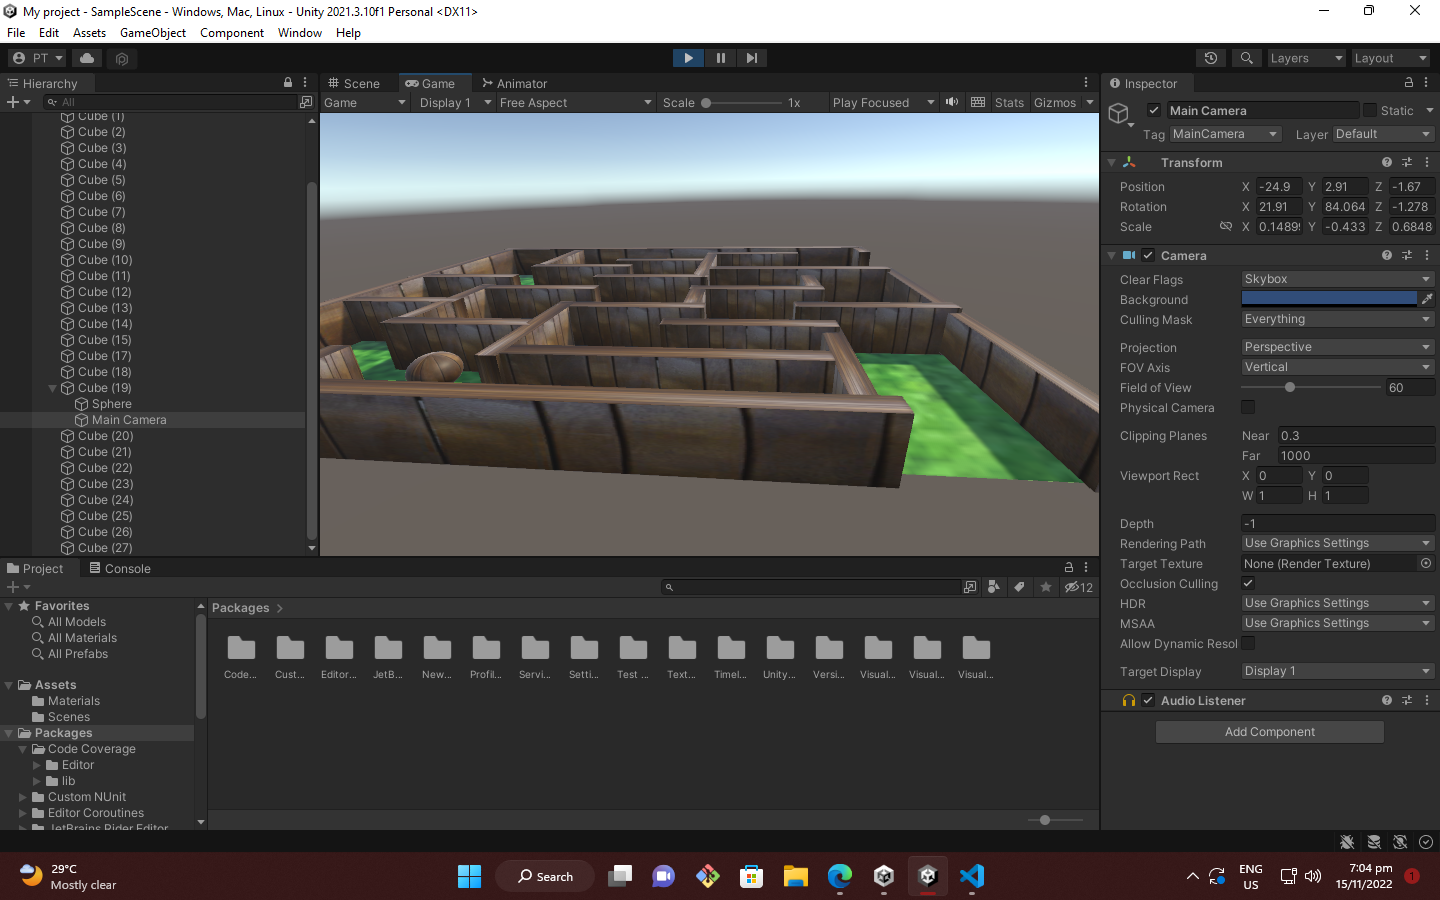 My project - SampleScene - Windows, Mac, Linux - Unity 2021.3.10f1 Personal <DX11>
File Edit Assets GameObject Component Window Help
PT Layers Layout
Hierarchy
All
Cube (1)
Cube (2)
Cube (3)
Cube (4)
Cube (5)
Cube (6)
Cube (7)
Cube (8)
Cube (9)
Cube (10)
Cube (11)
Cube (12)
Cube (13)
Cube (14)
Cube (15)
Cube (16)
Cube (17)
Cube (18)
Cube (19)
Sphere
Main Camera
Cube (20)
Cube (21)
Cube (22)
Cube (23)
Cube (24)
Cube (25)
Cube (26)
Cube (27)
Scene Game Animator
Game Display 1 Free Aspect Scale 1x Play Focused Stats Gizmos
Inspector
Main Camera Static
Tag MainCamera Layer Default
Transform
Position X -24.9 Y 2.91 Z -1.67
Rotation X 21.91 Y 84.064 Z -1.278
Scale X 0.1489 Y -0.433 Z 0.6848
Camera
Clear Flags Skybox
Background
Culling Mask Everything
Projection Perspective
FOV Axis Vertical
Field of View 60
Physical Camera
Clipping Planes Near 0.3
Far 1000
Viewport Rect X 0 Y 0
W 1 H 1
Depth -1
Rendering Path Use Graphics Settings
Target Texture None (Render Texture)
Occlusion Culling
HDR Use Graphics Settings
MSAA Use Graphics Settings
Allow Dynamic Resol
Target Display Display 1
Audio Listener
Add Component
Project Console
12
Favorites
All Models
All Materials
All Prefabs
Assets
Materials
Scenes
Packages
Code Coverage
Editor
lib
Custom NUnit
Editor Coroutines
JetBrains Rider Editor
Packages
Code... Cust... Editor... JetB... New... Profil... Servi... Setti... Test ... Text... Timel... Unity... Versi... Visual... Visual... Visual...
29°C
Mostly clear
Search
ENG
US
7:04 pm
15/11/2022
1